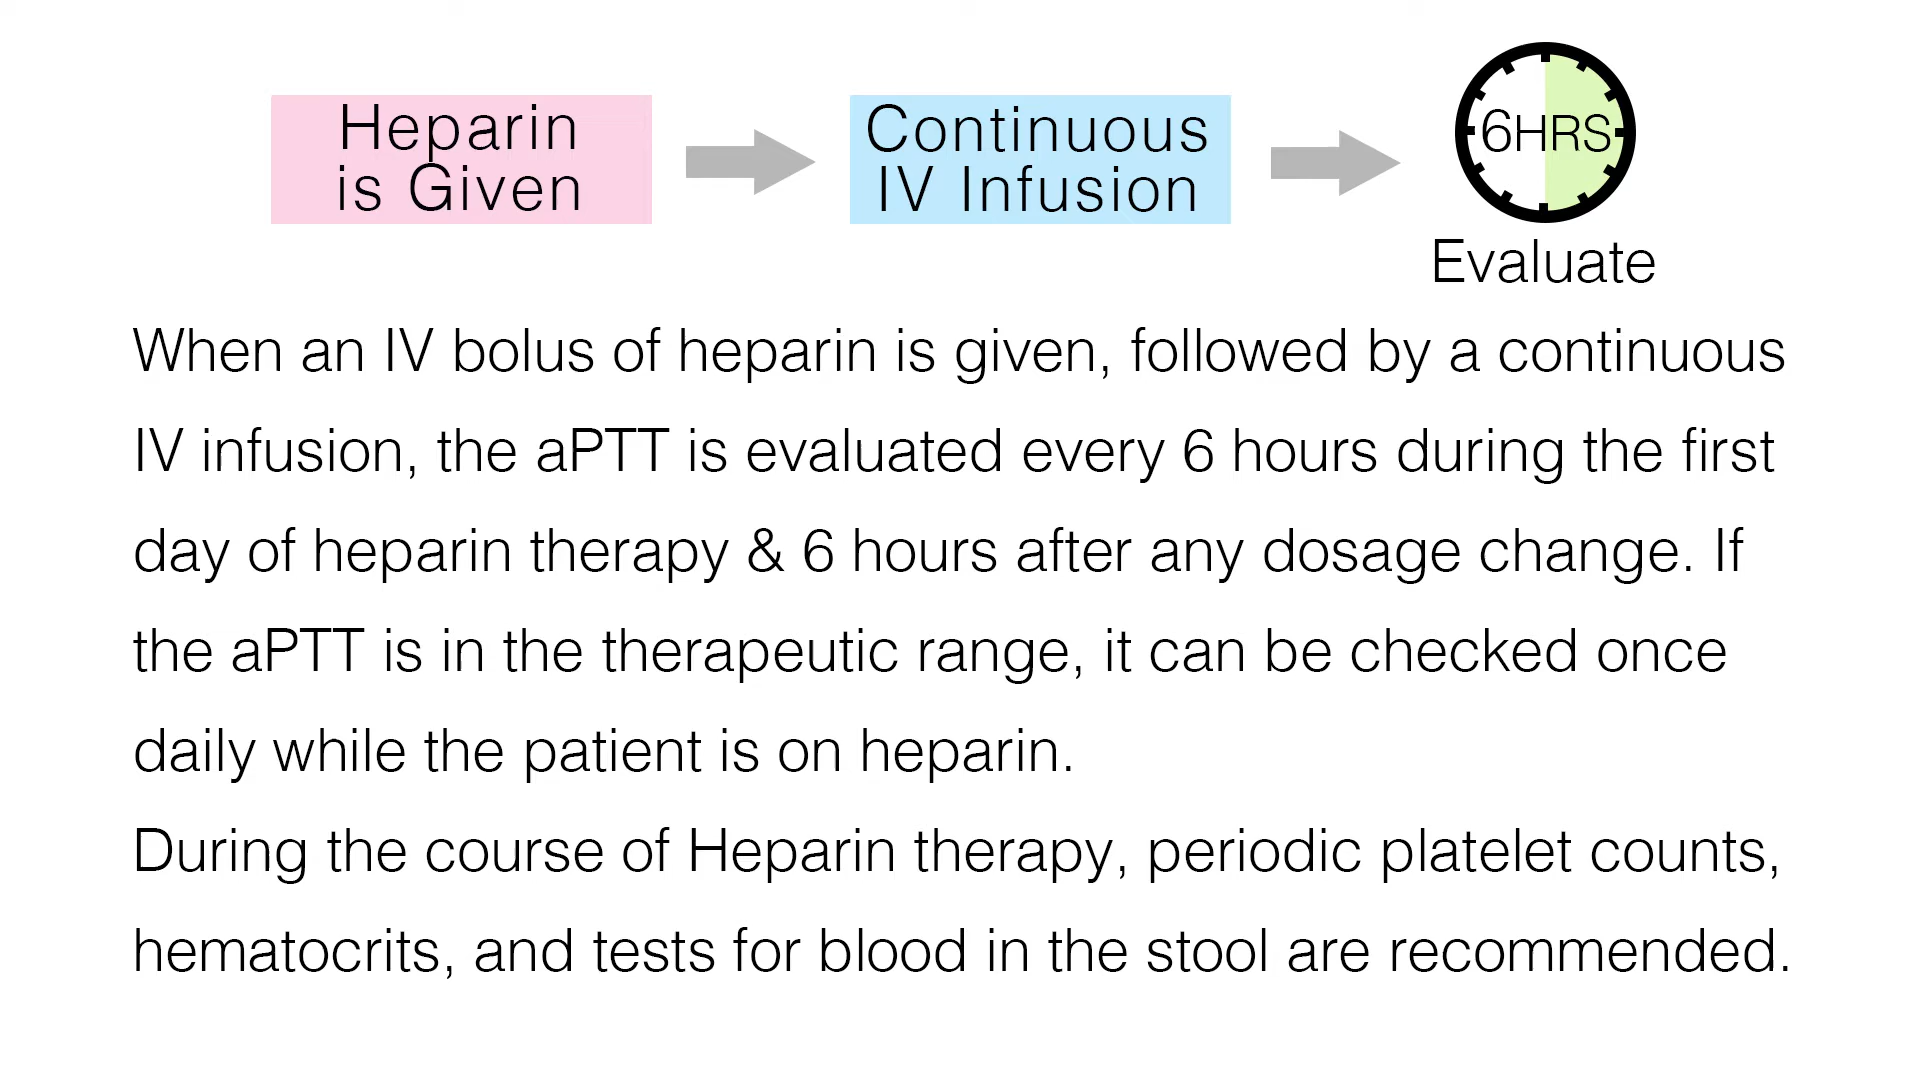 Heparin
is Given
Continuous
IV Infusion
6HRS
Evaluate
When an IV bolus of heparin is given, followed by a continuous
IV infusion, the aPTT is evaluated every 6 hours during the first
day of heparin therapy & 6 hours after any dosage change. If
the aPTT is in the therapeutic range, it can be checked once
daily while the patient is on heparin.
During the course of Heparin therapy, periodic platelet counts,
hematocrits, and tests for blood in the stool are recommended.